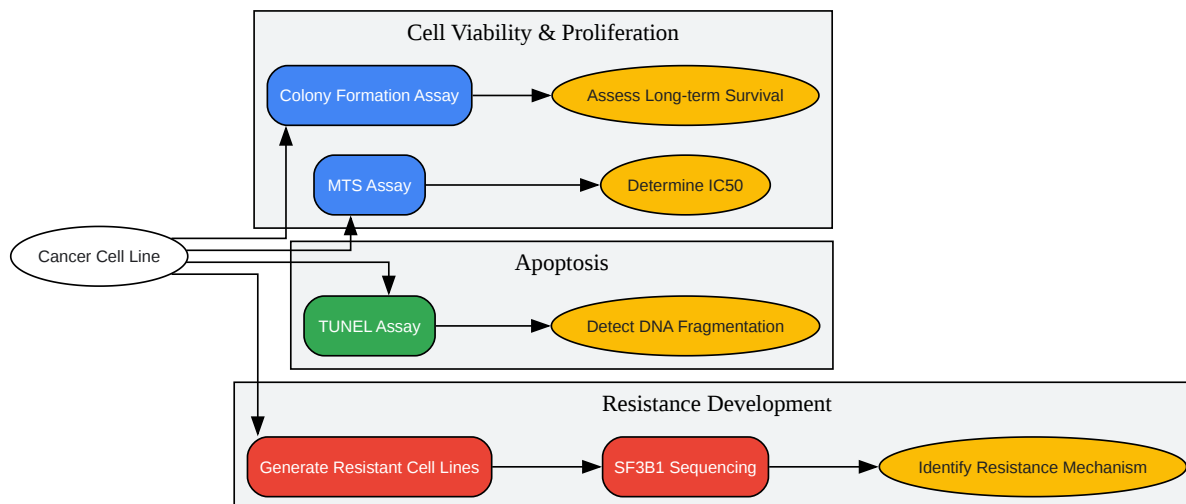 Cell Viability & Proliferation
Colony Formation Assay
Assess Long-term Survival
MTS Assay
Determine IC50
Cancer Cell Line
Apoptosis
TUNEL Assay
Detect DNA Fragmentation
Resistance Development
Generate Resistant Cell Lines
SF3B1 Sequencing
Identify Resistance Mechanism